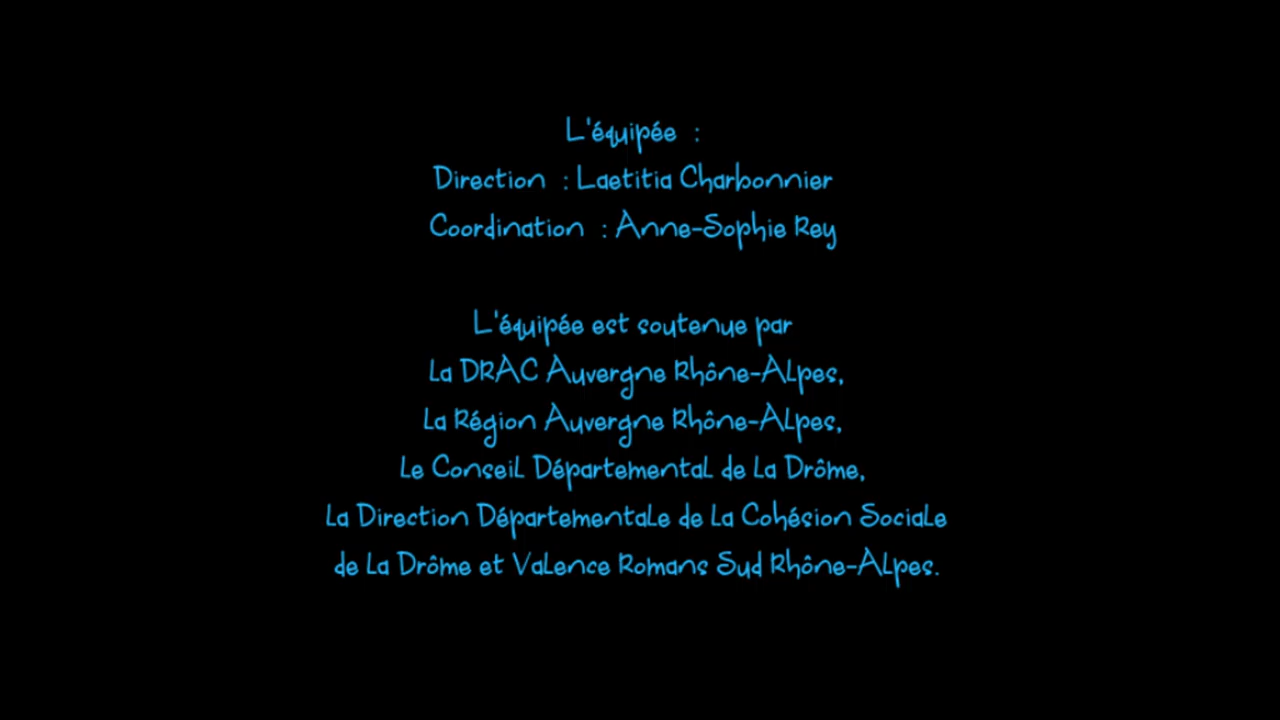 L'équipée :
Direction : Laetitia Charbonnier
Coordination : Anne-Sophie Rey
L'équipée est soutenue par
La DRAC Auvergne Rhône-Alpes,
La Région Auvergne Rhône-Alpes,
Le Conseil Départemental de la Drôme,
La Direction Départementale de la Cohésion Sociale
de la Drôme et Valence Romans Sud Rhône-Alpes.